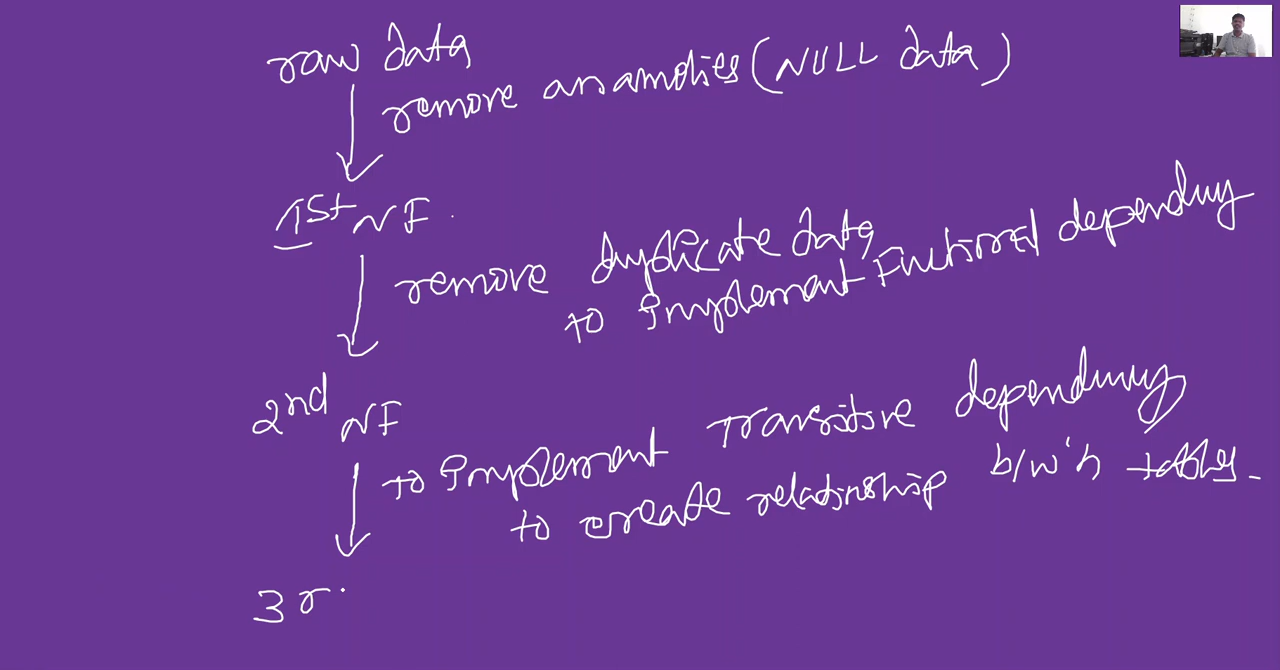 raw data
remove anamolies (NULL data)
1st NF
remove duplicate data
to implement Functional dependency
2nd NF
to implement Transitive dependency
to create relationship b/w'n tables
3 r